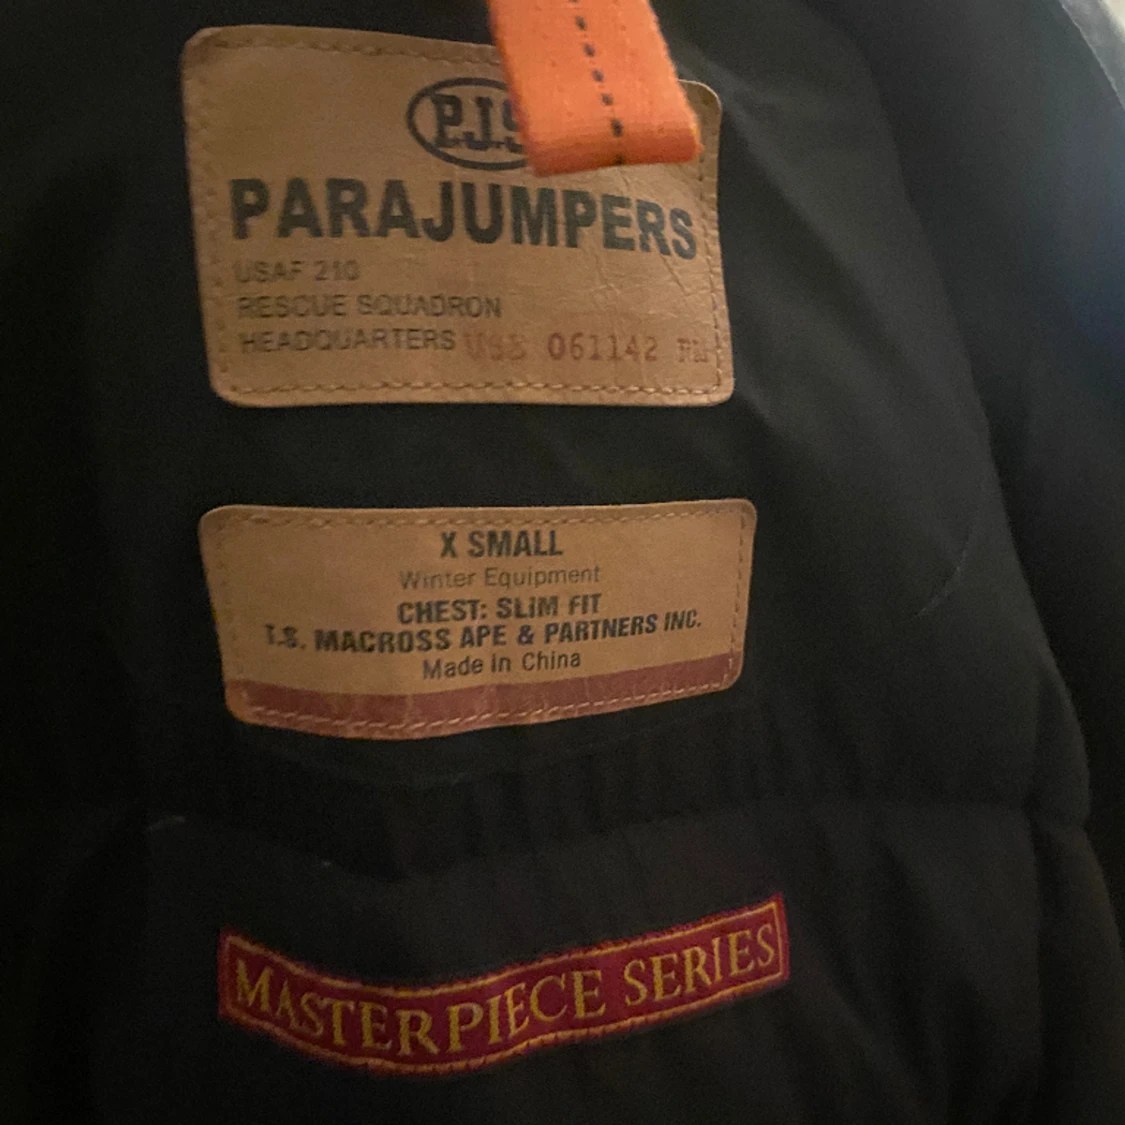 P.J.S
PARAJUMPERS
USAF 210
RESCUE SQUADRON
HEADQUARTERS 061142
X SMALL
Winter Equipment
CHEST: SLIM FIT
T.S. MACROSS APE & PARTNERS INC.
Made in China
MASTERPIECE SERIES